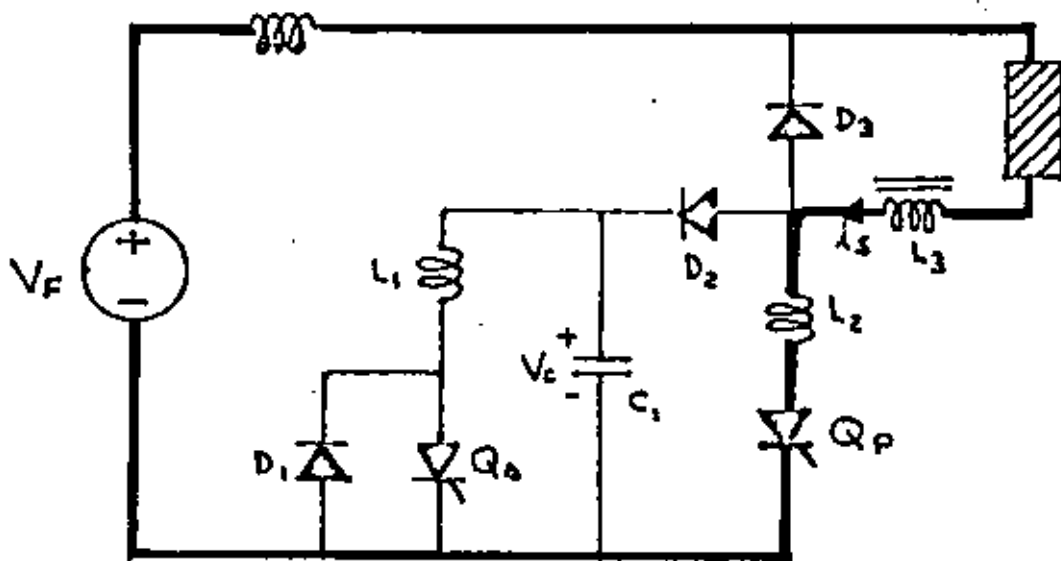 D3
D2
is
L3
L1
L2
VF
+
-
+
Vc
-
C1
D1
QA
QP